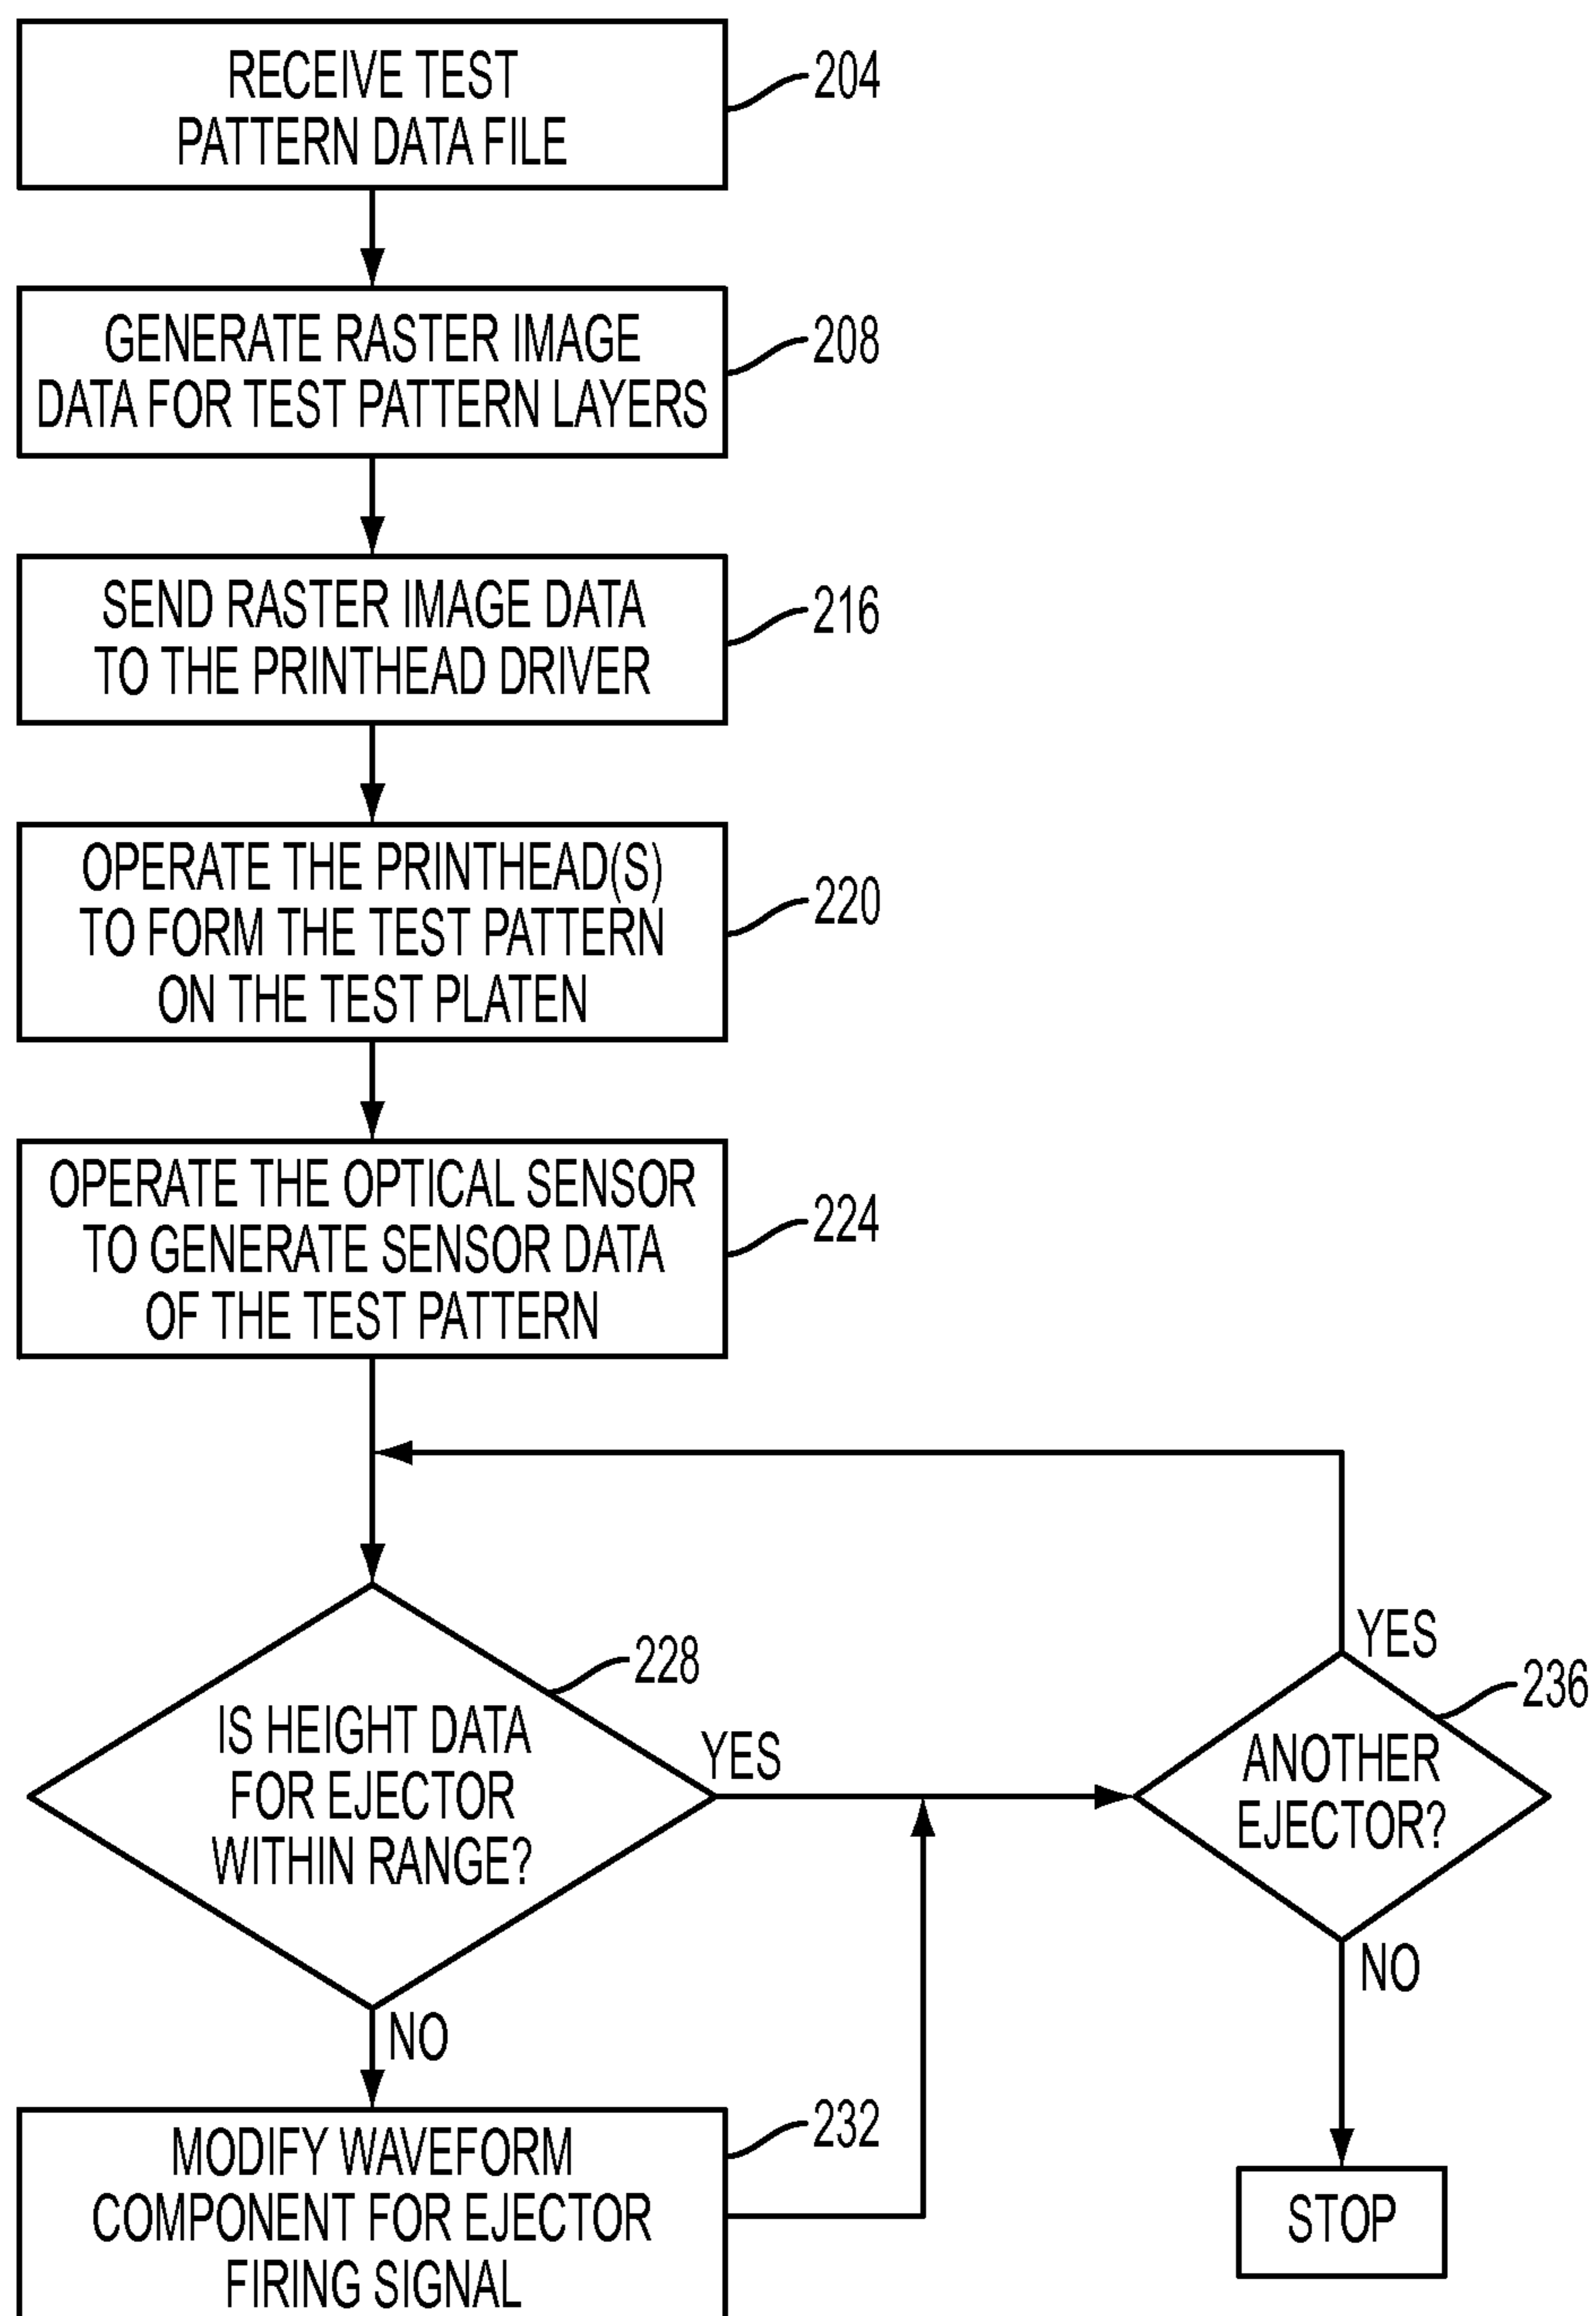 RECEIVE TEST
PATTERN DATA FILE
204
GENERATE RASTER IMAGE
DATA FOR TEST PATTERN LAYERS
208
SEND RASTER IMAGE DATA
TO THE PRINTHEAD DRIVER
216
OPERATE THE PRINTHEAD(S)
TO FORM THE TEST PATTERN
ON THE TEST PLATEN
220
OPERATE THE OPTICAL SENSOR
TO GENERATE SENSOR DATA
OF THE TEST PATTERN
224
IS HEIGHT DATA
FOR EJECTOR
WITHIN RANGE?
228
YES
NO
MODIFY WAVEFORM
COMPONENT FOR EJECTOR
FIRING SIGNAL
232
ANOTHER
EJECTOR?
236
YES
NO
STOP